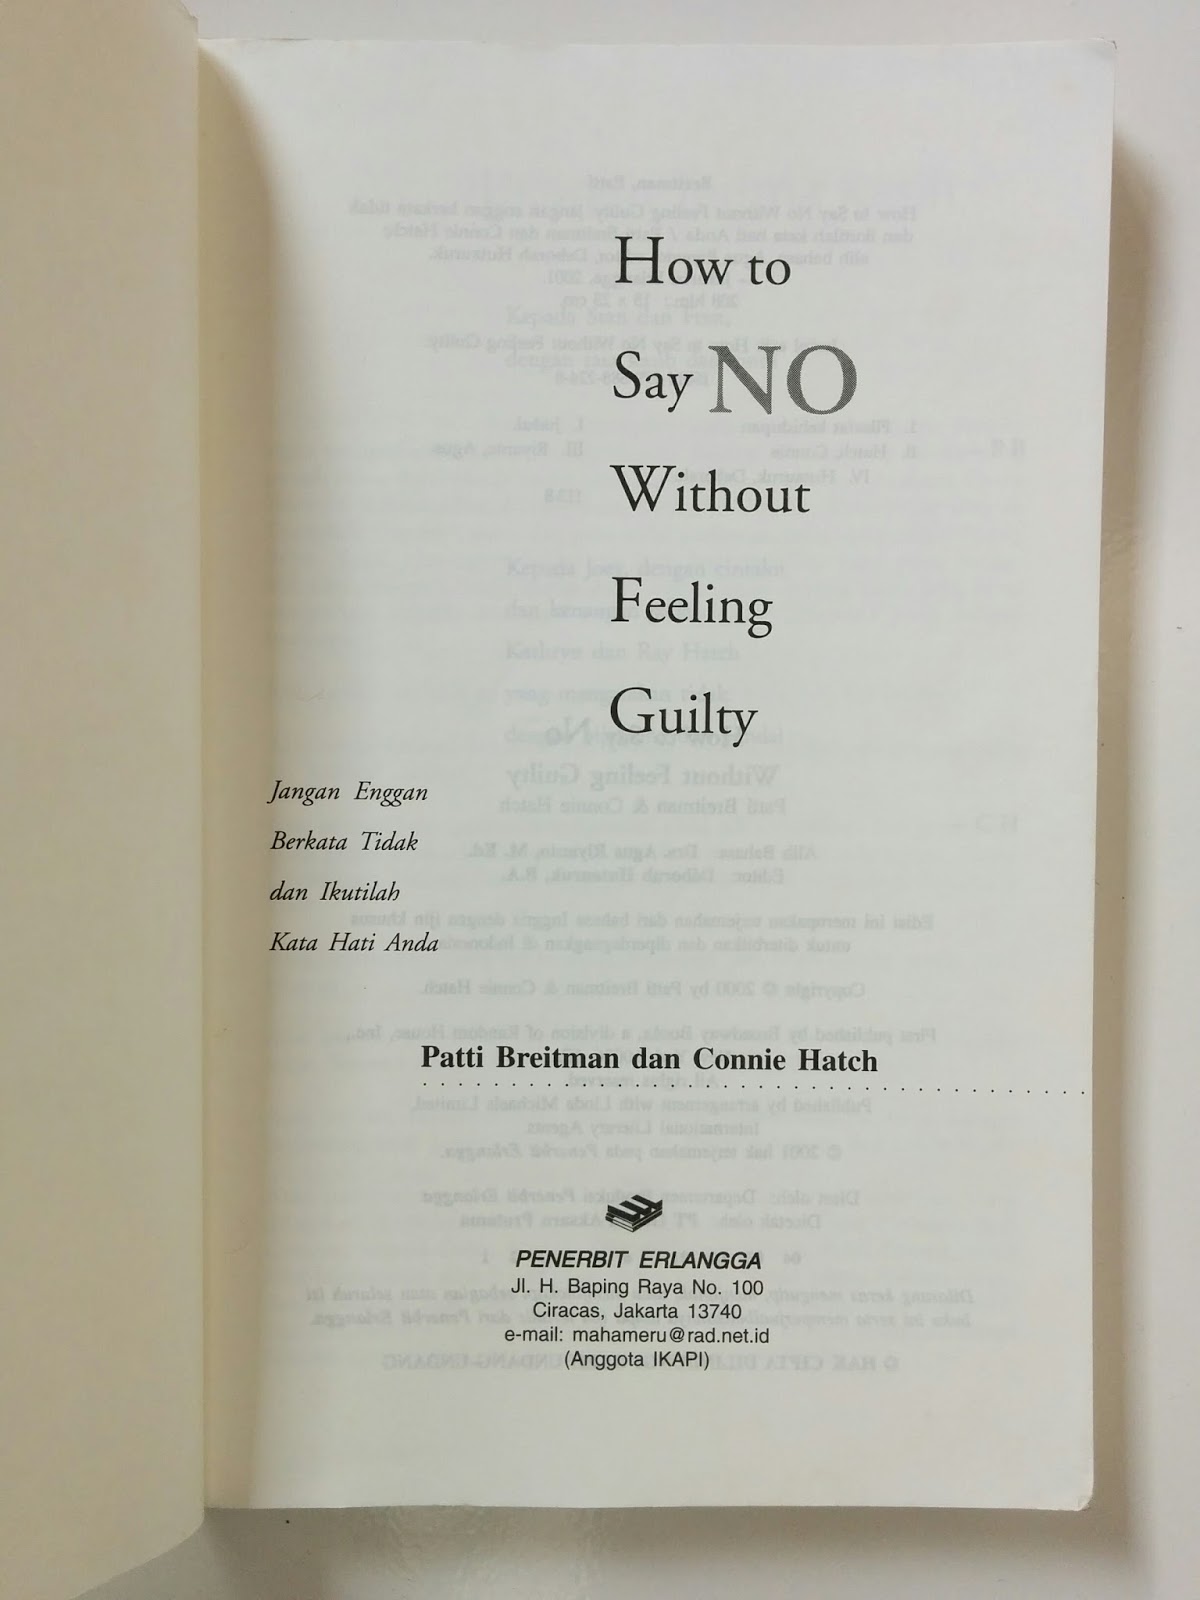 How to
Say NO
Without
Feeling
Guilty
Jangan Enggan
Berkata Tidak
dan Ikutilah
Kata Hati Anda
Patti Breitman dan Connie Hatch
PENERBIT ERLANGGA
Jl. H. Baping Raya No. 100
Ciracas, Jakarta 13740
e-mail: mahameru@rad.net.id
(Anggota IKAPI)